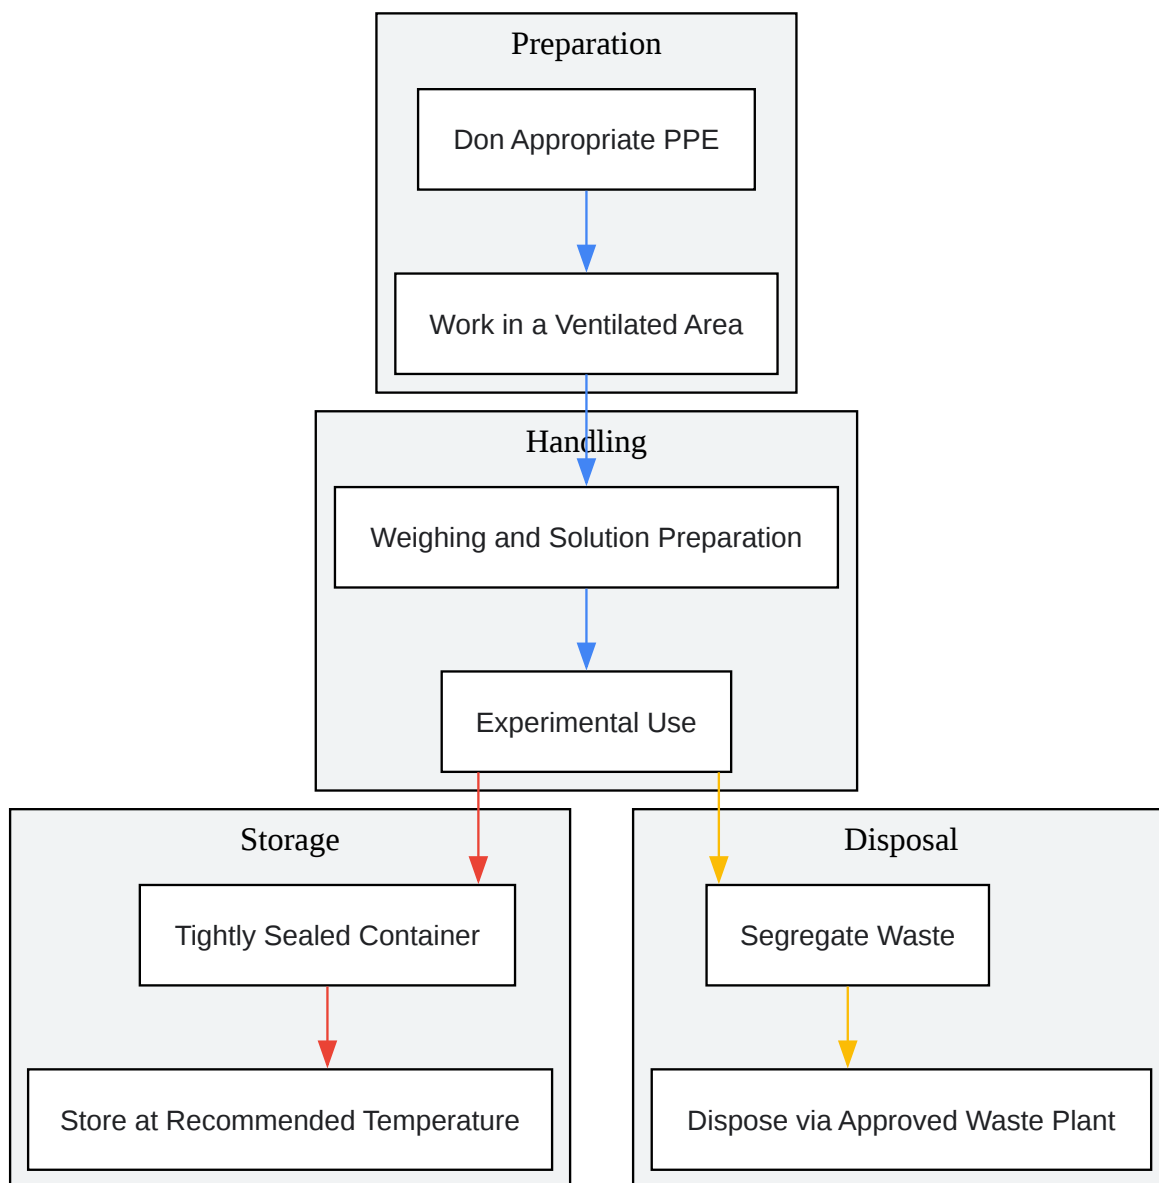 Preparation
Don Appropriate PPE
Work in a Ventilated Area
Handling
Weighing and Solution Preparation
Experimental Use
Storage
Tightly Sealed Container
Store at Recommended Temperature
Disposal
Segregate Waste
Dispose via Approved Waste Plant